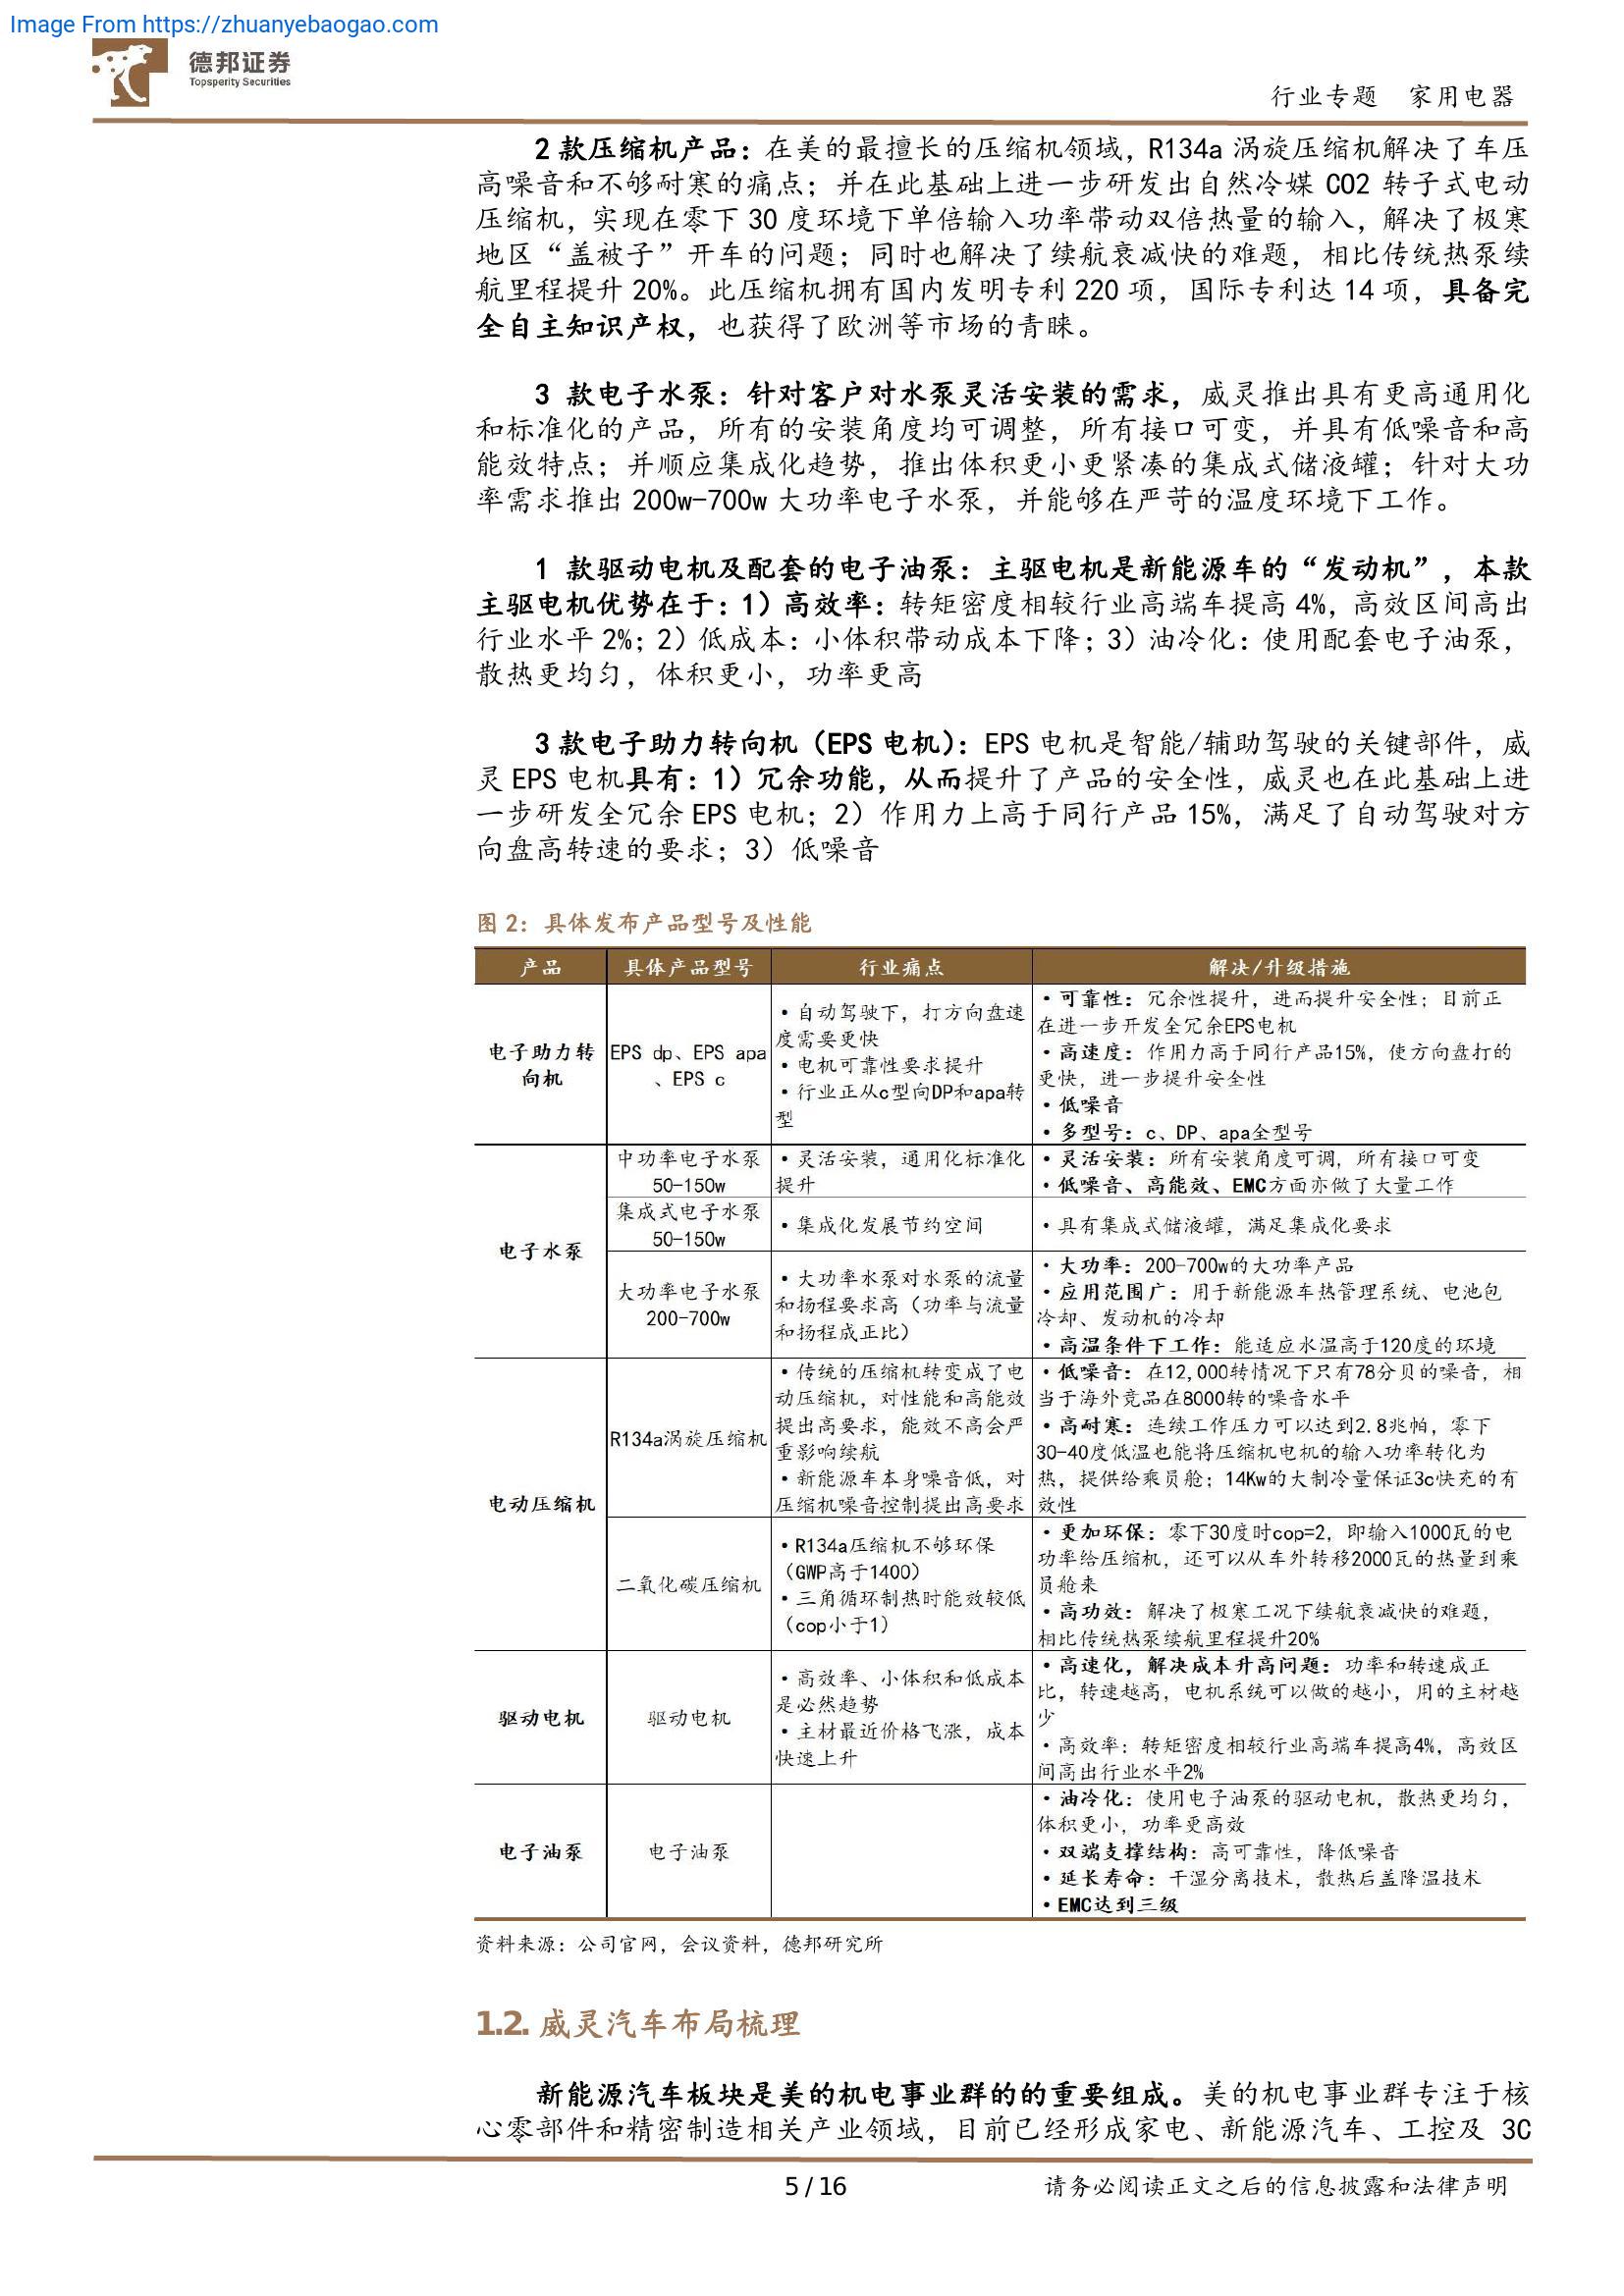 Image From https://zhuanyebaogao.com
德邦证券
Topsperity Securities
行业专题 家用电器
2 款压缩机产品：在美的最擅长的压缩机领域，R134a 涡旋压缩机解决了车压
高噪音和不够耐寒的痛点；并在此基础上进一步研发出自然冷媒 CO2 转子式电动
压缩机，实现在零下 30 度环境下单倍输入功率带动双倍热量的输入，解决了极寒
地区“盖被子”开车的问题；同时也解决了续航衰减快的难题，相比传统热泵续
航里程提升 20%。此压缩机拥有国内发明专利 220 项，国际专利达 14 项，具备完
全自主知识产权，也获得了欧洲等市场的青睐。
3 款电子水泵：针对客户对水泵灵活安装的需求，威灵推出具有更高通用化
和标准化的产品，所有的安装角度均可调整，所有接口可变，并具有低噪音和高
能效特点；并顺应集成化趋势，推出体积更小更紧凑的集成式储液罐；针对大功
率需求推出 200w-700w 大功率电子水泵，并能够在严苛的温度环境下工作。
1 款驱动电机及配套的电子油泵：主驱电机是新能源车的“发动机”，本款
主驱电机优势在于：1）高效率：转矩密度相较行业高端车提高 4%，高效区间高出
行业水平 2%；2）低成本：小体积带动成本下降；3）油冷化：使用配套电子油泵，
散热更均匀，体积更小，功率更高
3 款电子助力转向机（EPS 电机）：EPS 电机是智能/辅助驾驶的关键部件，威
灵 EPS 电机具有：1）冗余功能，从而提升了产品的安全性，威灵也在此基础上进
一步研发全冗余 EPS 电机；2）作用力上高于同行产品 15%，满足了自动驾驶对方
向盘高转速的要求；3）低噪音
图 2：具体发布产品型号及性能
产品 具体产品型号 行业痛点 解决/升级措施
电子助力转
向机
EPS dp、EPS apa
、EPS c
·自动驾驶下，打方向盘速
度需要更快
·电机可靠性要求提升
·行业正从c型向DP和apa转
型
·可靠性：冗余性提升，进而提升安全性；目前正
在进一步开发全冗余EPS电机
·高速度：作用力高于同行产品15%，使方向盘打的
更快，进一步提升安全性
·低噪音
·多型号：c、DP、apa全型号
电子水泵
中功率电子水泵
50-150w
·灵活安装，通用化标准化
提升
·灵活安装：所有安装角度可调，所有接口可变
·低噪音、高能效、EMC方面亦做了大量工作
集成式电子水泵
50-150w
·集成化发展节约空间
·具有集成式储液罐，满足集成化要求
大功率电子水泵
200-700w
·大功率水泵对水泵的流量
和扬程要求高（功率与流量
和扬程成正比）
·大功率：200-700w的大功率产品
·应用范围广：用于新能源车热管理系统、电池包
冷却、发动机的冷却
·高温条件下工作：能适应水温高于120度的环境
电动压缩机
R134a涡旋压缩机
·传统的压缩机转变成了电
动压缩机，对性能和高能效
提出高要求，能效不高会严
重影响续航
·新能源车本身噪音低，对
压缩机噪音控制提出高要求
·低噪音：在12,000转情况下只有78分贝的噪音，相
当于海外竞品在8000转的噪音水平
·高耐寒：连续工作压力可以达到2.8兆帕，零下
30-40度低温也能将压缩机电机的输入功率转化为
热，提供给乘员舱；14Kw的大制冷量保证3c快充的有
效性
二氧化碳压缩机
·R134a压缩机不够环保
（GWP高于1400）
·三角循环制热时能效较低
（cop小于1）
·更加环保：零下30度时cop=2，即输入1000瓦的电
功率给压缩机，还可以从车外转移2000瓦的热量到乘
员舱来
·高功效：解决了极寒工况下续航衰减快的难题，
相比传统热泵续航里程提升20%
驱动电机
驱动电机
·高效率、小体积和低成本
是必然趋势
·主材最近价格飞涨，成本
快速上升
·高速化，解决成本升高问题：功率和转速成正
比，转速越高，电机系统可以做的越小，用的主材越
少
·高效率：转矩密度相较行业高端车提高4%，高效区
间高出行业水平2%
电子油泵
电子油泵
·油冷化：使用电子油泵的驱动电机，散热更均匀，
体积更小，功率更高效
·双端支撑结构：高可靠性，降低噪音
·延长寿命：干湿分离技术，散热后盖降温技术
·EMC达到三级
资料来源：公司官网，会议资料，德邦研究所
1.2. 威灵汽车布局梳理
新能源汽车板块是美的机电事业群的的重要组成。美的机电事业群专注于核
心零部件和精密制造相关产业领域，目前已经形成家电、新能源汽车、工控及 3C
5 / 16
请务必阅读正文之后的信息披露和法律声明